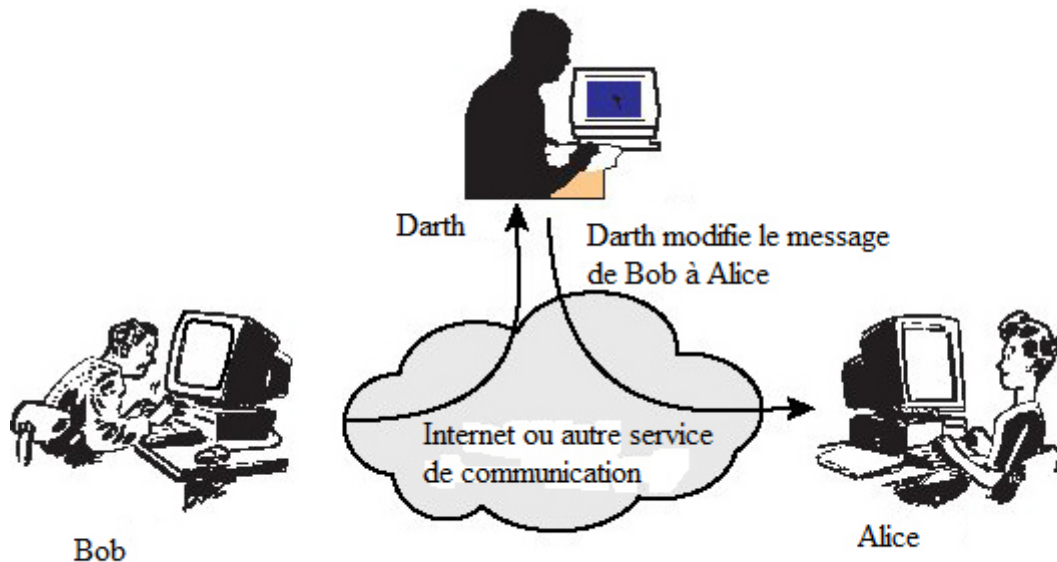 Darth
Darth modifie le message
de Bob à Alice
Internet ou autre service
de communication
Bob
Alice